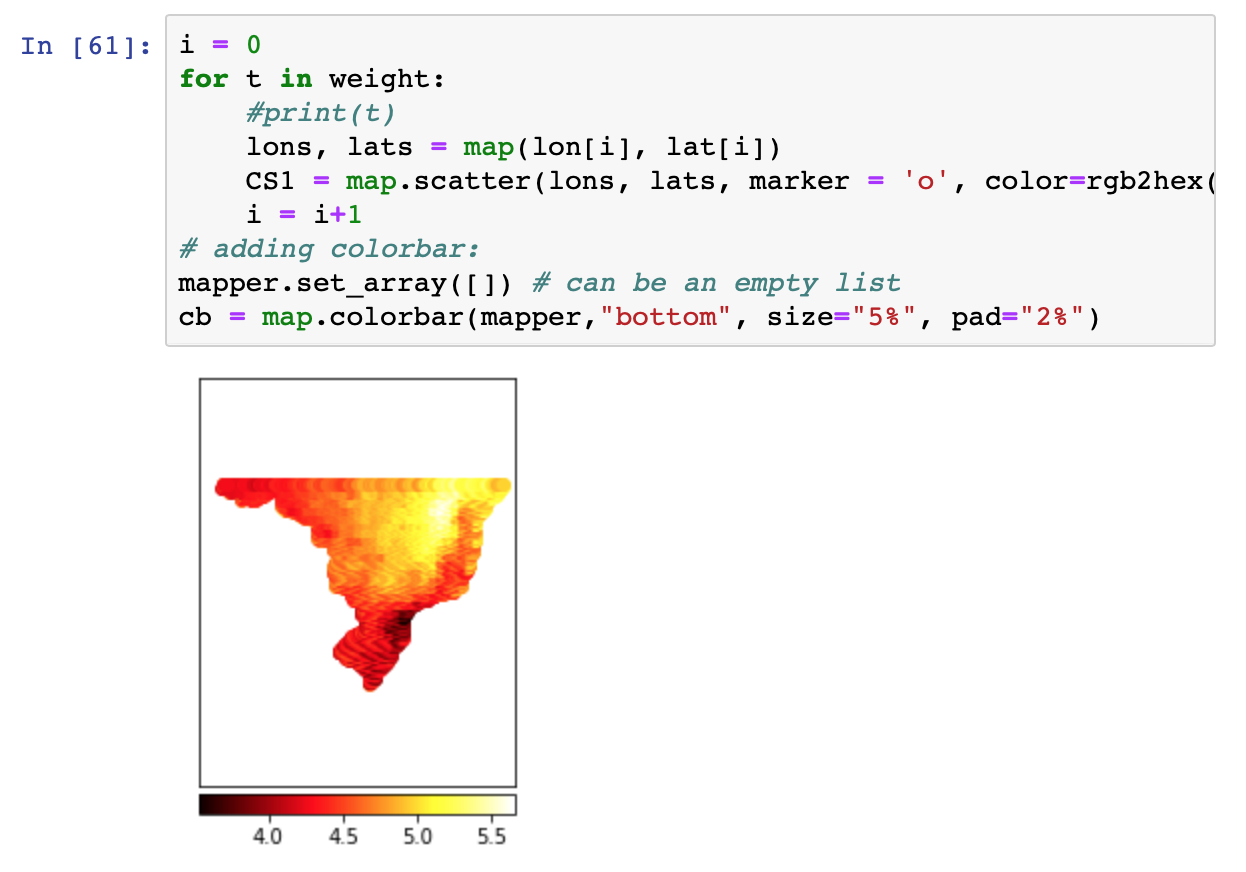 In [61]: i = 0
for t in weight:
    #print(t)
    lons, lats = map(lon[i], lat[i])
    CS1 = map.scatter(lons, lats, marker = 'o', color=rgb2hex(
    i = i+1
# adding colorbar:
mapper.set_array([]) # can be an empty list
cb = map.colorbar(mapper,"bottom", size="5%", pad="2%")
4.0 4.5 5.0 5.5